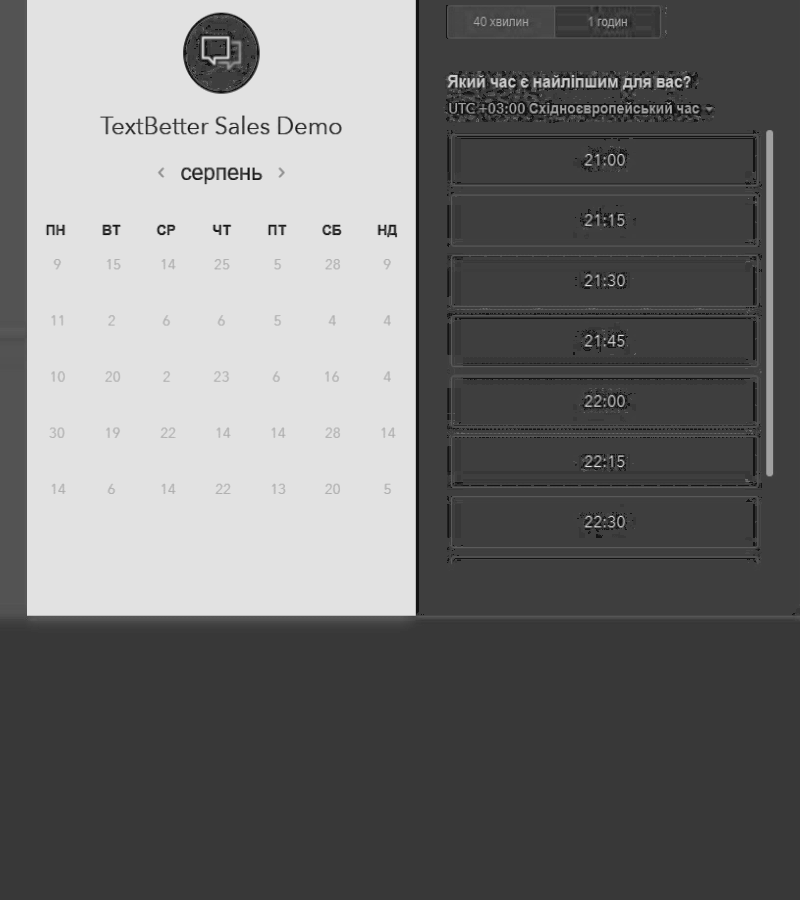 TextBetter Sales Demo
серпень
ПН ВТ СР ЧТ ПТ СБ НД
9 15 14 25 5 28 9
11 2 6 6 5 4 4
10 20 2 23 6 16 4
30 19 22 14 14 28 14
14 6 14 22 13 20 5
40 хвилин 1 годин
Який час є найліпшим для вас?
UTC +03:00 Східноєвропейський час
21:00
21:15
21:30
21:45
22:00
22:15
22:30